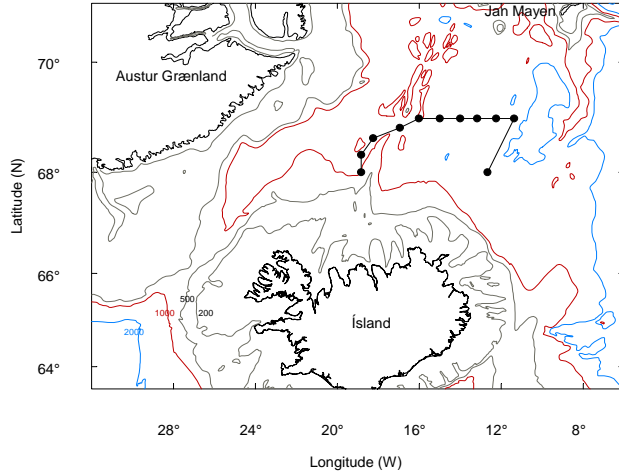 Jan Mayen
70°
Austur Grænland
68°
Latitude (N)
66°
500
1000
200
Ísland
2000
64°
28°
24°
20°
16°
12°
8°
Longitude (W)